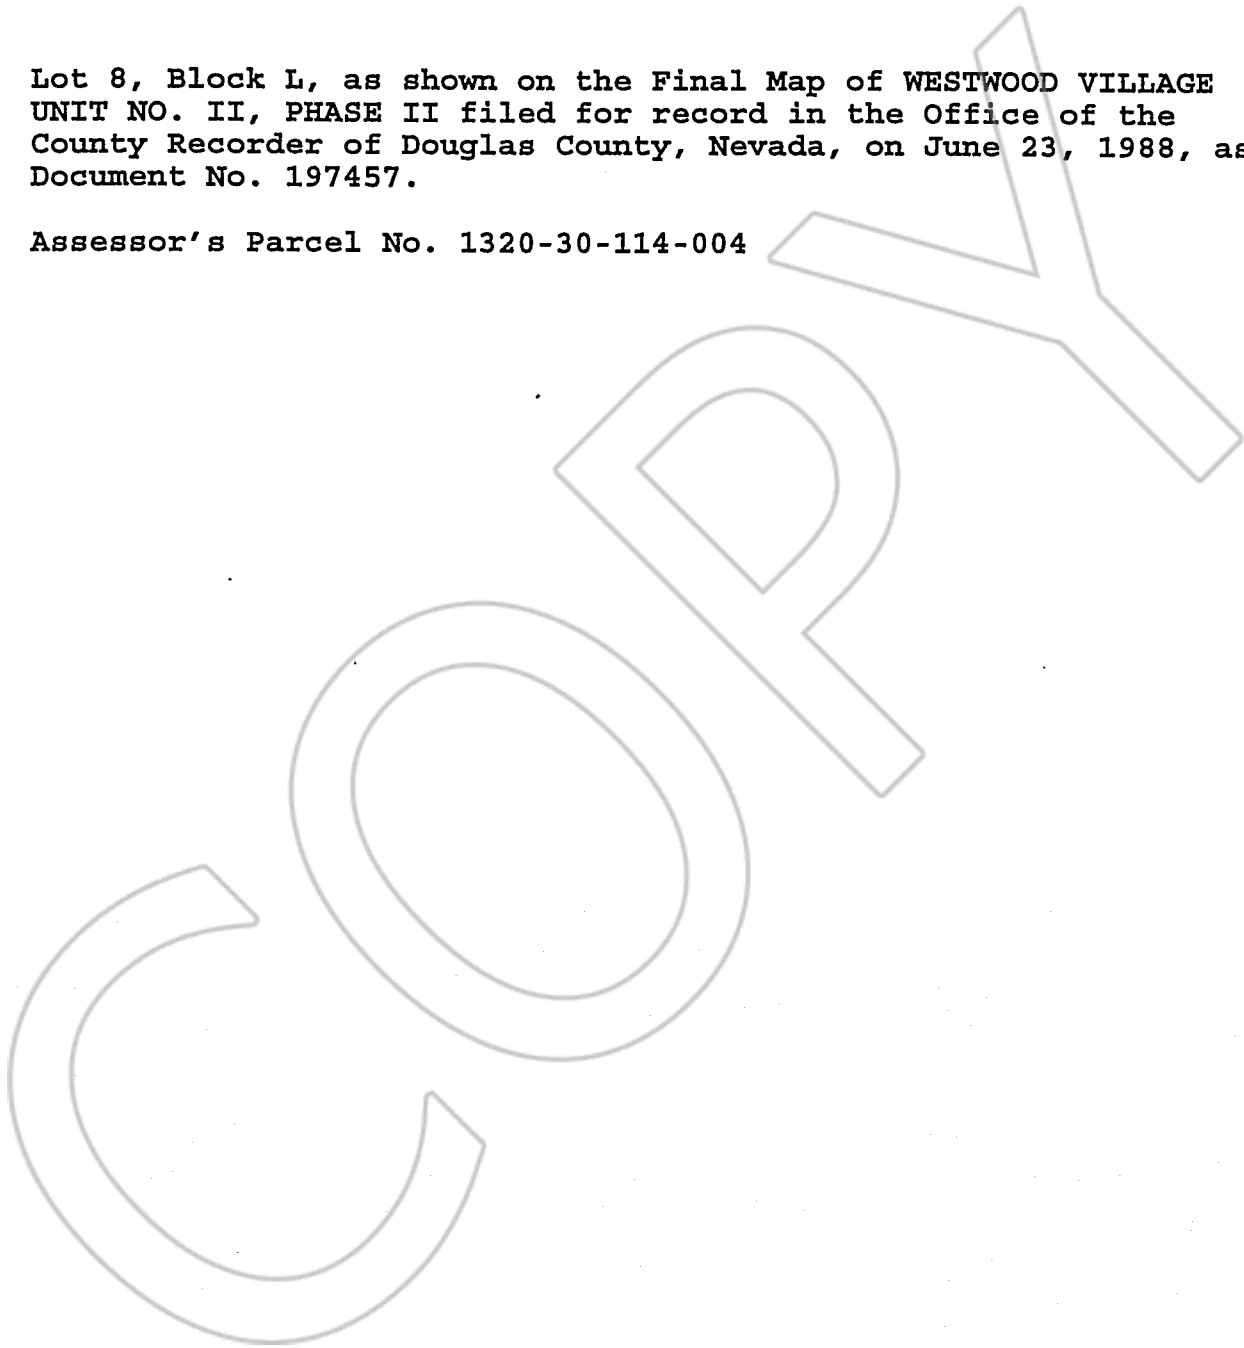 Lot 8, Block L, as shown on the Final Map of WESTWOOD VILLAGE
UNIT NO. II, PHASE II filed for record in the Office of the
County Recorder of Douglas County, Nevada, on June 23, 1988, as
Document No. 197457.
Assessor's Parcel No. 1320-30-114-004
COPY